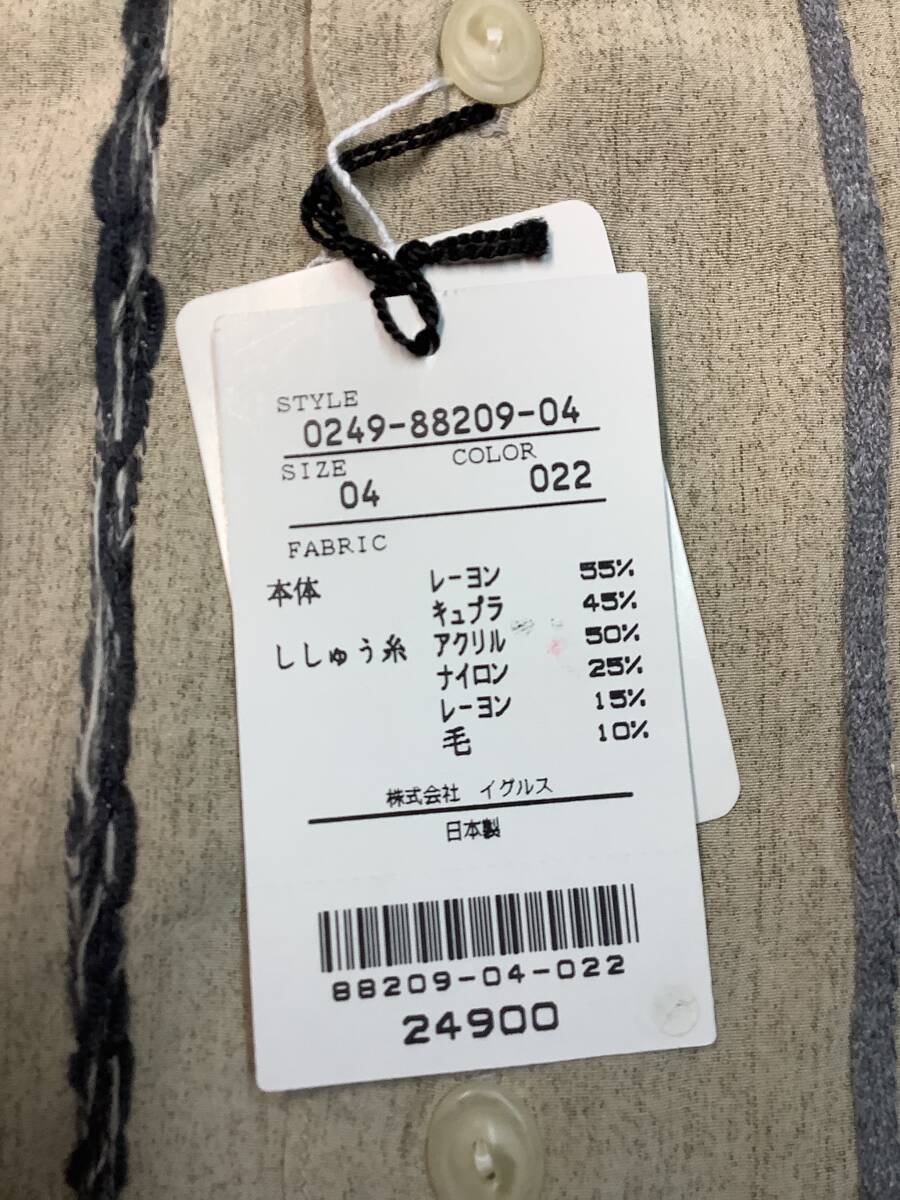 STYLE
0249-88209-04
SIZE COLOR
04 022
FABRIC
本体 レーヨン 55%
キュプラ 45%
ししゅう糸 アクリル 50%
ナイロン 25%
レーヨン 15%
毛 10%
株式会社 イグルス
日本製
88209-04-022
24900